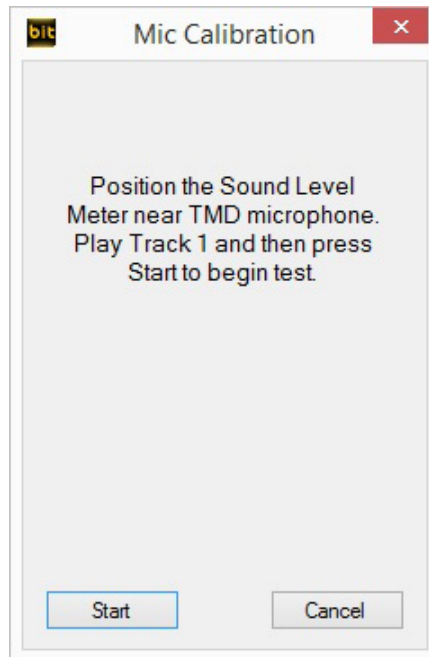 bit
Mic Calibration
Position the Sound Level
Meter near TMD microphone.
Play Track 1 and then press
Start to begin test.
Start
Cancel